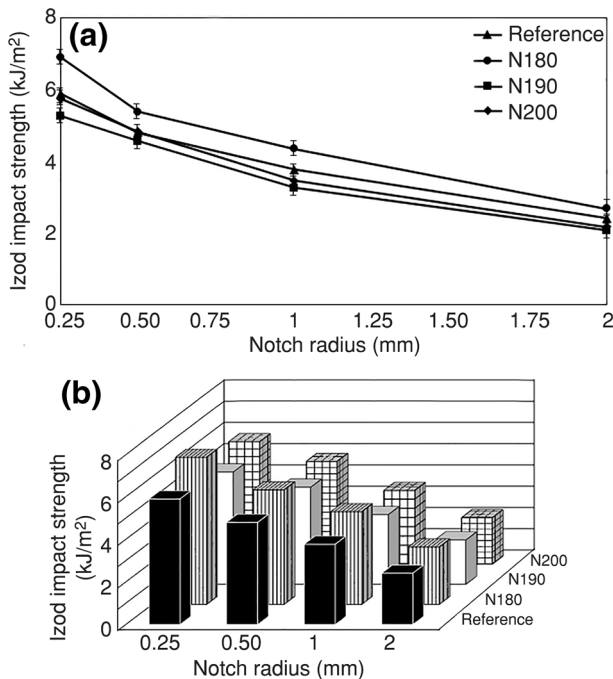 (a)
Izod impact strength (kJ/m²)
8
6
4
2
0
Reference
N180
N190
N200
0.25 0.50 0.75 1 1.25 1.50 1.75 2
Notch radius (mm)
(b)
Izod impact strength
(kJ/m²)
8
6
4
2
0
N200
N190
N180
Reference
0.25 0.50 1 2
Notch radius (mm)